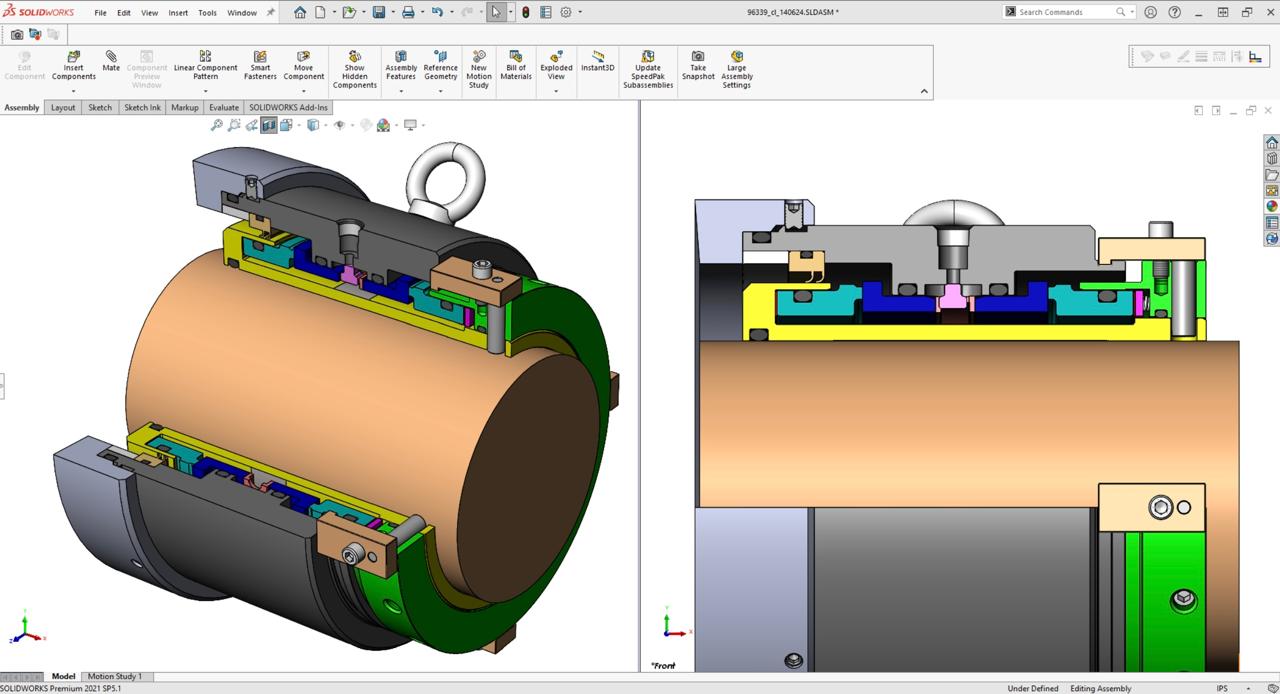 SOLIDWORKS File Edit View Insert Tools Window 96339_cl_140624.SLDASM * Search Commands
Edit Component
Insert Components
Mate
Component Preview Window
Linear Component Pattern
Smart Fasteners
Move Component
Show Hidden Components
Assembly Features
Reference Geometry
New Motion Study
Bill of Materials
Exploded View
Instant3D
Update SpeedPak Subassemblies
Take Snapshot
Large Assembly Settings
Assembly Layout Sketch Sketch Ink Markup Evaluate SOLIDWORKS Add-Ins
Y
X
Z
Y
X
*Front
Model Motion Study 1
SOLIDWORKS Premium 2021 SP5.1 Under Defined Editing Assembly IPS